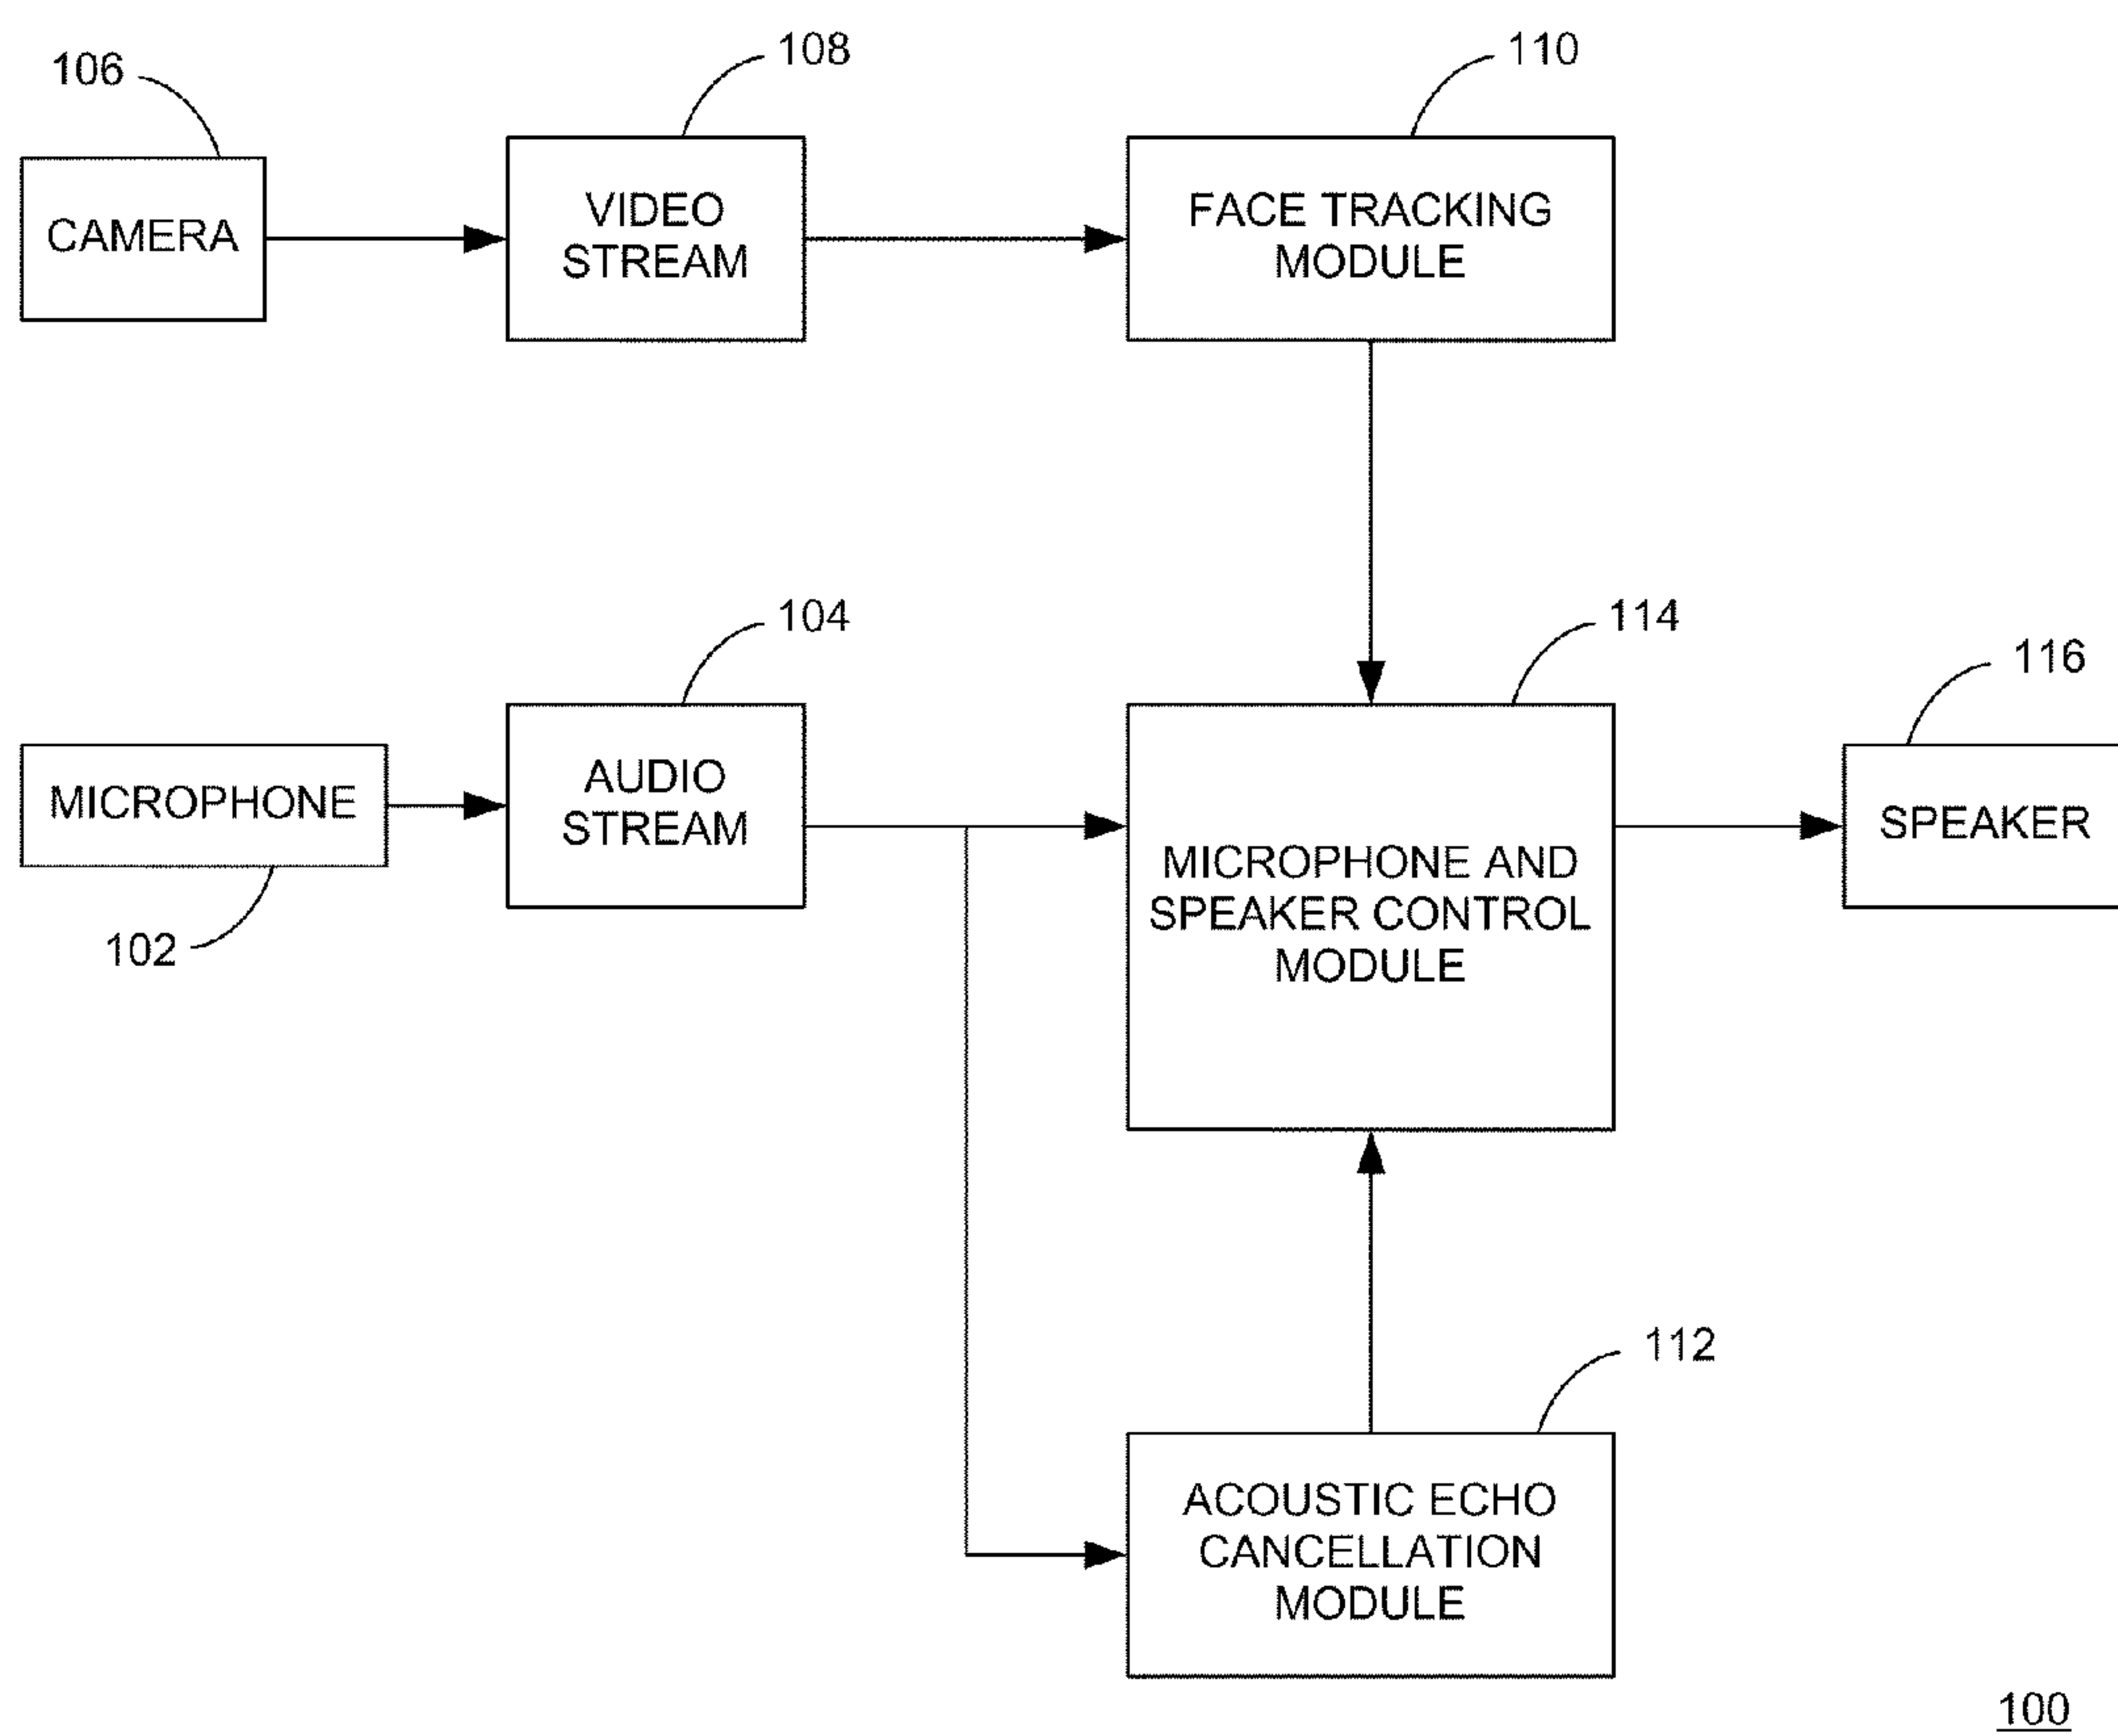 106
108
110
CAMERA
VIDEO
STREAM
FACE TRACKING
MODULE
104
114
116
MICROPHONE
AUDIO
STREAM
MICROPHONE AND
SPEAKER CONTROL
MODULE
SPEAKER
102
112
ACOUSTIC ECHO
CANCELLATION
MODULE
100